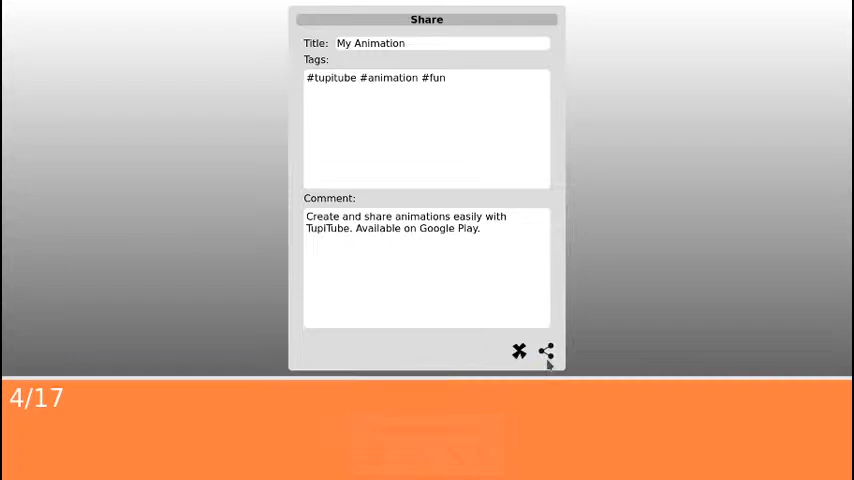 Share
Title: My Animation
Tags:
#tupitube #animation #fun
Comment:
Create and share animations easily with
TupiTube. Available on Google Play.
4/17